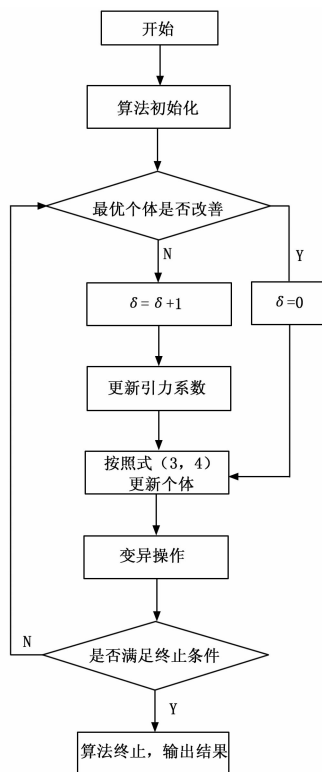 开始
算法初始化
最优个体是否改善
N
Y
δ= δ+1
δ=0
更新引力系数
按照式（3，4）
更新个体
变异操作
N
是否满足终止条件
Y
算法终止，输出结果